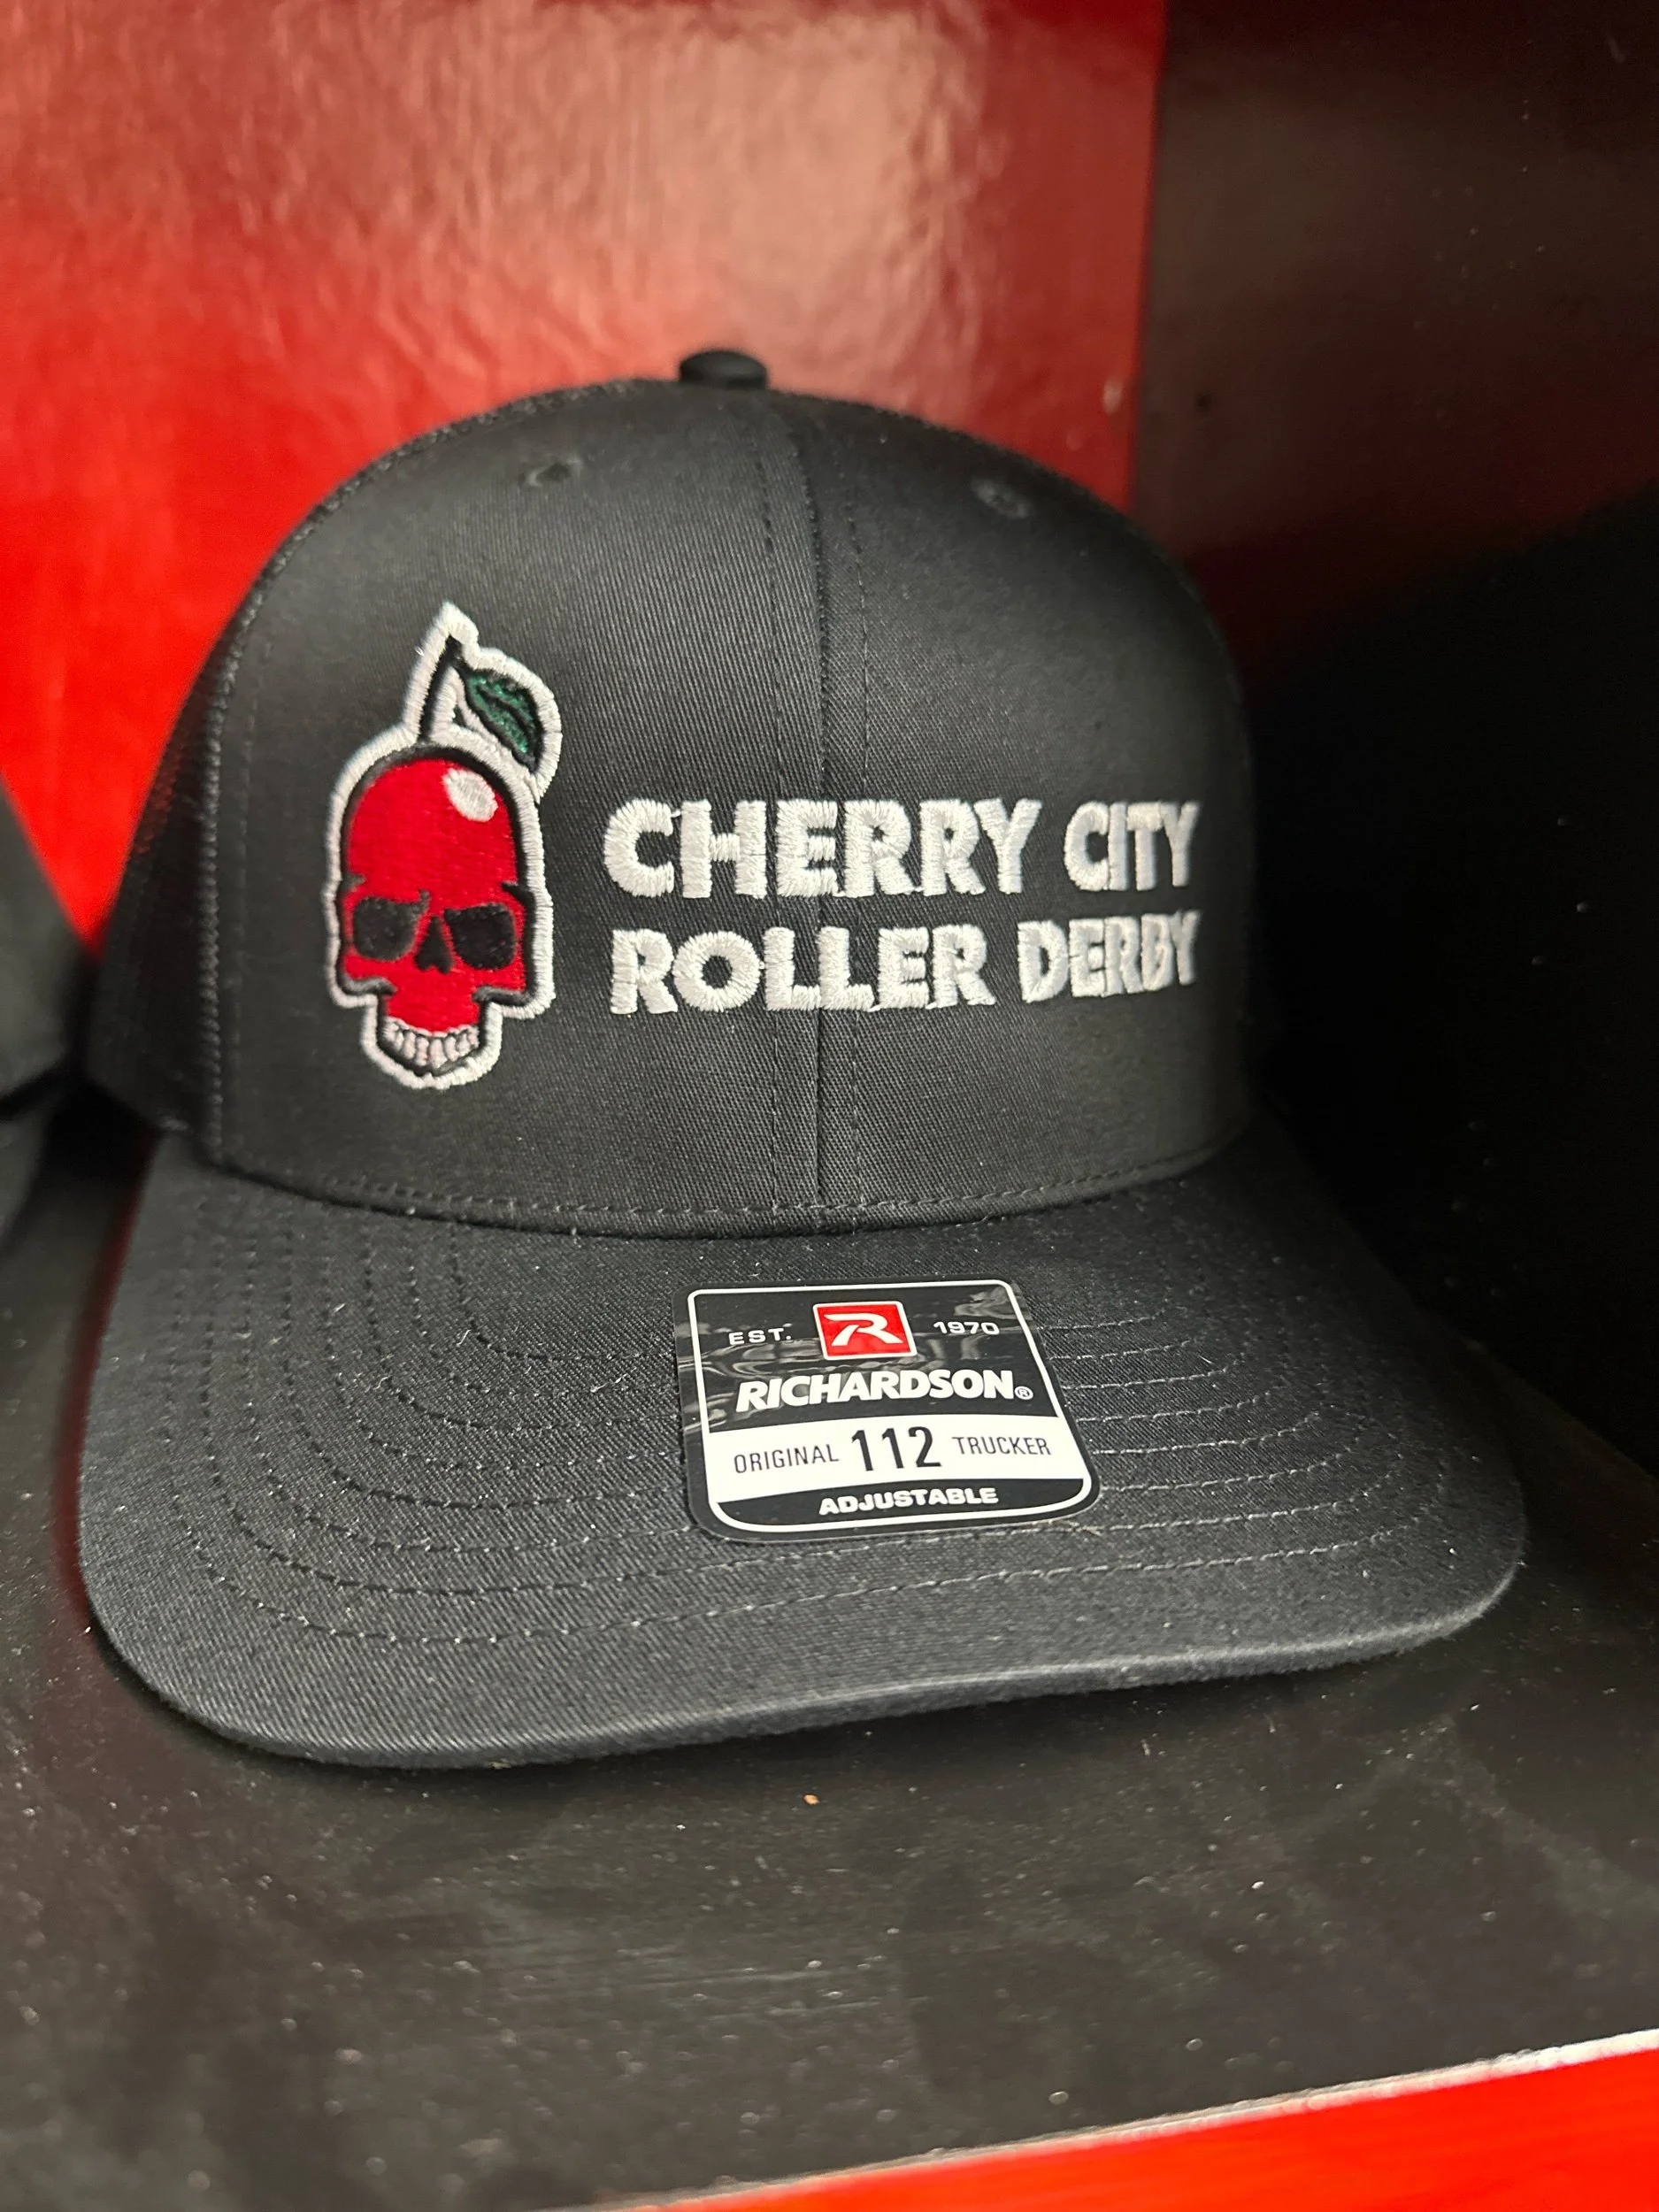 CHERRY CITY
ROLLER DERBY
EST. R 1970
RICHARDSON®
ORIGINAL 112 TRUCKER
ADJUSTABLE